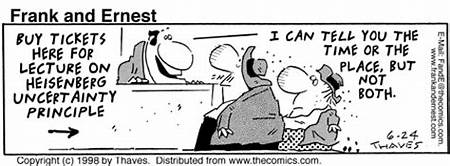 Frank and Ernest
BUY TICKETS
HERE FOR
LECTURE ON
HEISENBERG
UNCERTAINTY
PRINCIPLE
I CAN TELL YOU THE
TIME OR THE
PLACE, BUT
NOT
BOTH.
6-24
THAVES
E-Mail: FandE@thecomics.com
www.frankandernest.com
Copyright (c) 1998 by Thaves. Distributed from www.thecomics.com.